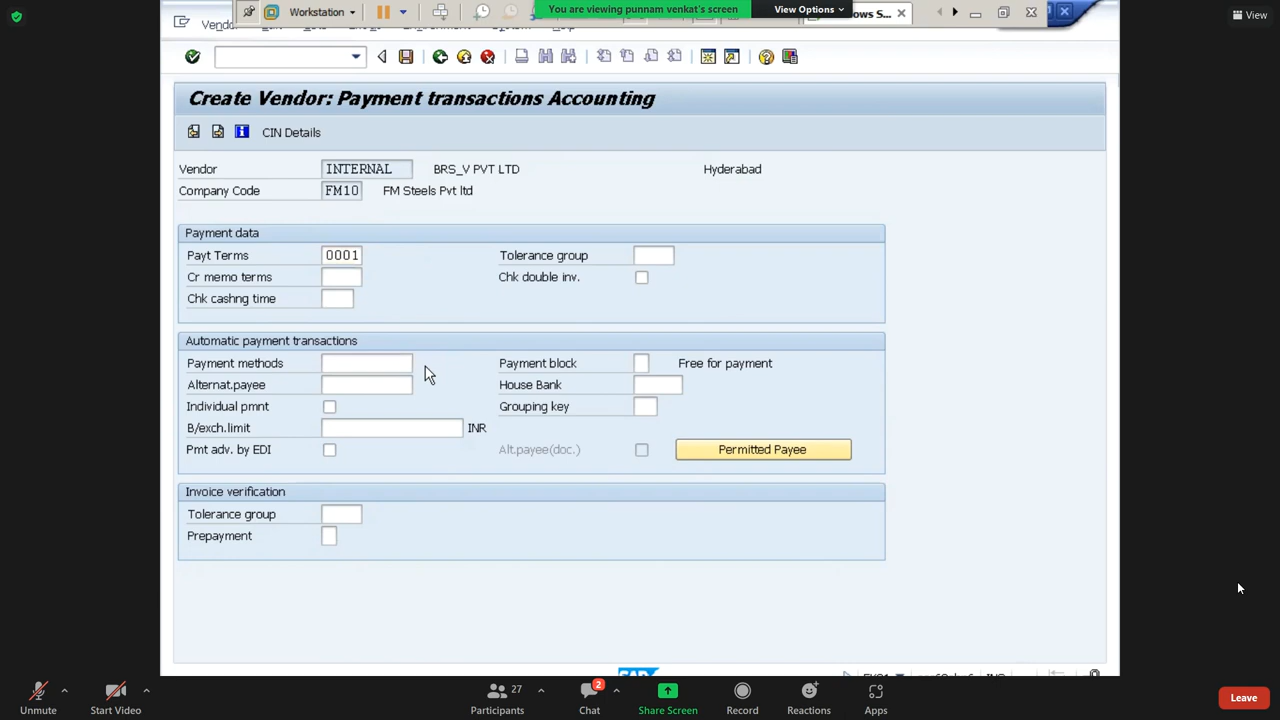 Workstation
You are viewing punnam venkat's screen
View Options
View
Create Vendor: Payment transactions Accounting
CIN Details
Vendor INTERNAL BRS_V PVT LTD Hyderabad
Company Code FM10 FM Steels Pvt ltd
Payment data
Payt Terms 0001 Tolerance group
Cr memo terms Chk double inv.
Chk cashng time
Automatic payment transactions
Payment methods Payment block Free for payment
Alternat.payee House Bank
Individual pmnt Grouping key
B/exch.limit INR
Pmt adv. by EDI Alt.payee(doc.) Permitted Payee
Invoice verification
Tolerance group
Prepayment
SAP
27
2
Unmute Start Video Participants Chat Share Screen Record Reactions Apps Leave